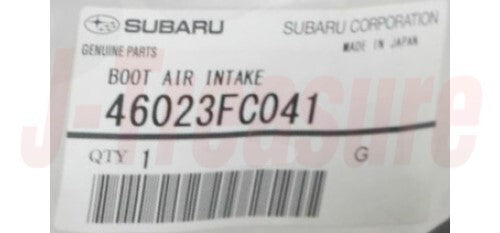 SUBARU SUBARU CORPORATION
GENUINE PARTS MADE IN JAPAN
BOOT AIR INTAKE
46023FC041
QTY 1 G
J-Treasure